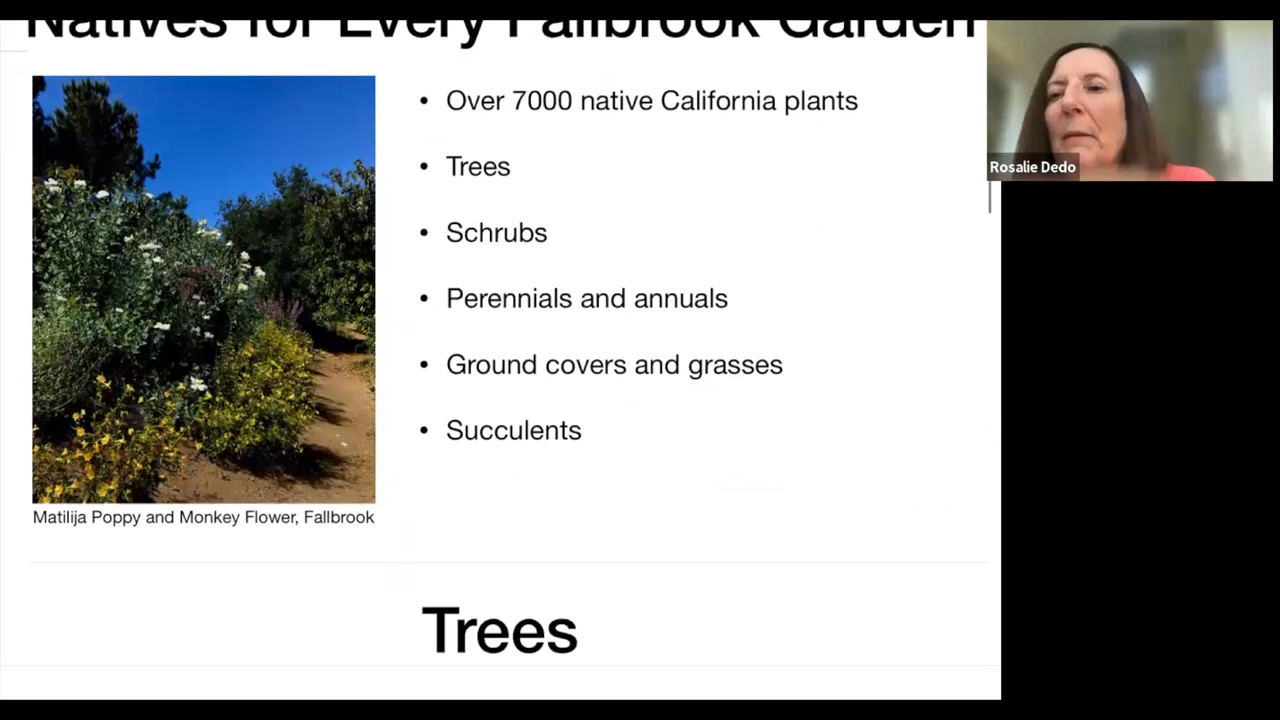 Natives for Every Fallbrook Garden
• Over 7000 native California plants
• Trees
• Schrubs
• Perennials and annuals
• Ground covers and grasses
• Succulents
Matilija Poppy and Monkey Flower, Fallbrook
Trees
Rosalie Dedo